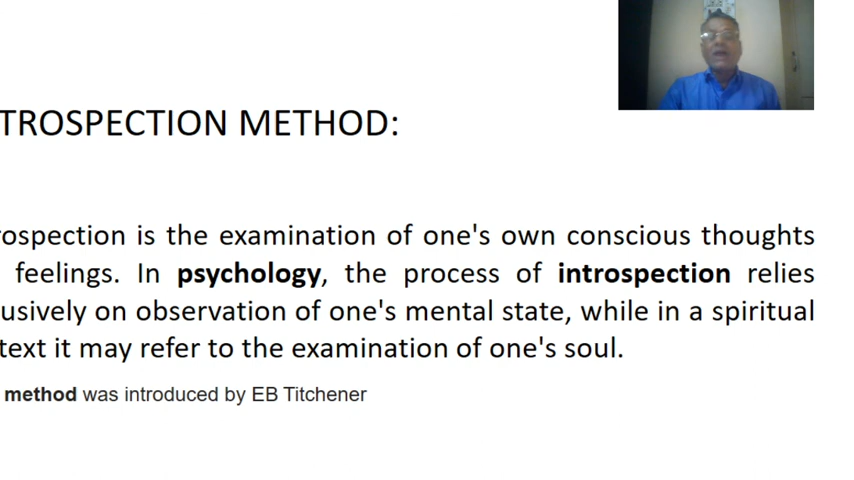 TROSPECTION METHOD:
rospection is the examination of one's own conscious thoughts
feelings. In psychology, the process of introspection relies
usively on observation of one's mental state, while in a spiritual
text it may refer to the examination of one's soul.
method was introduced by EB Titchener